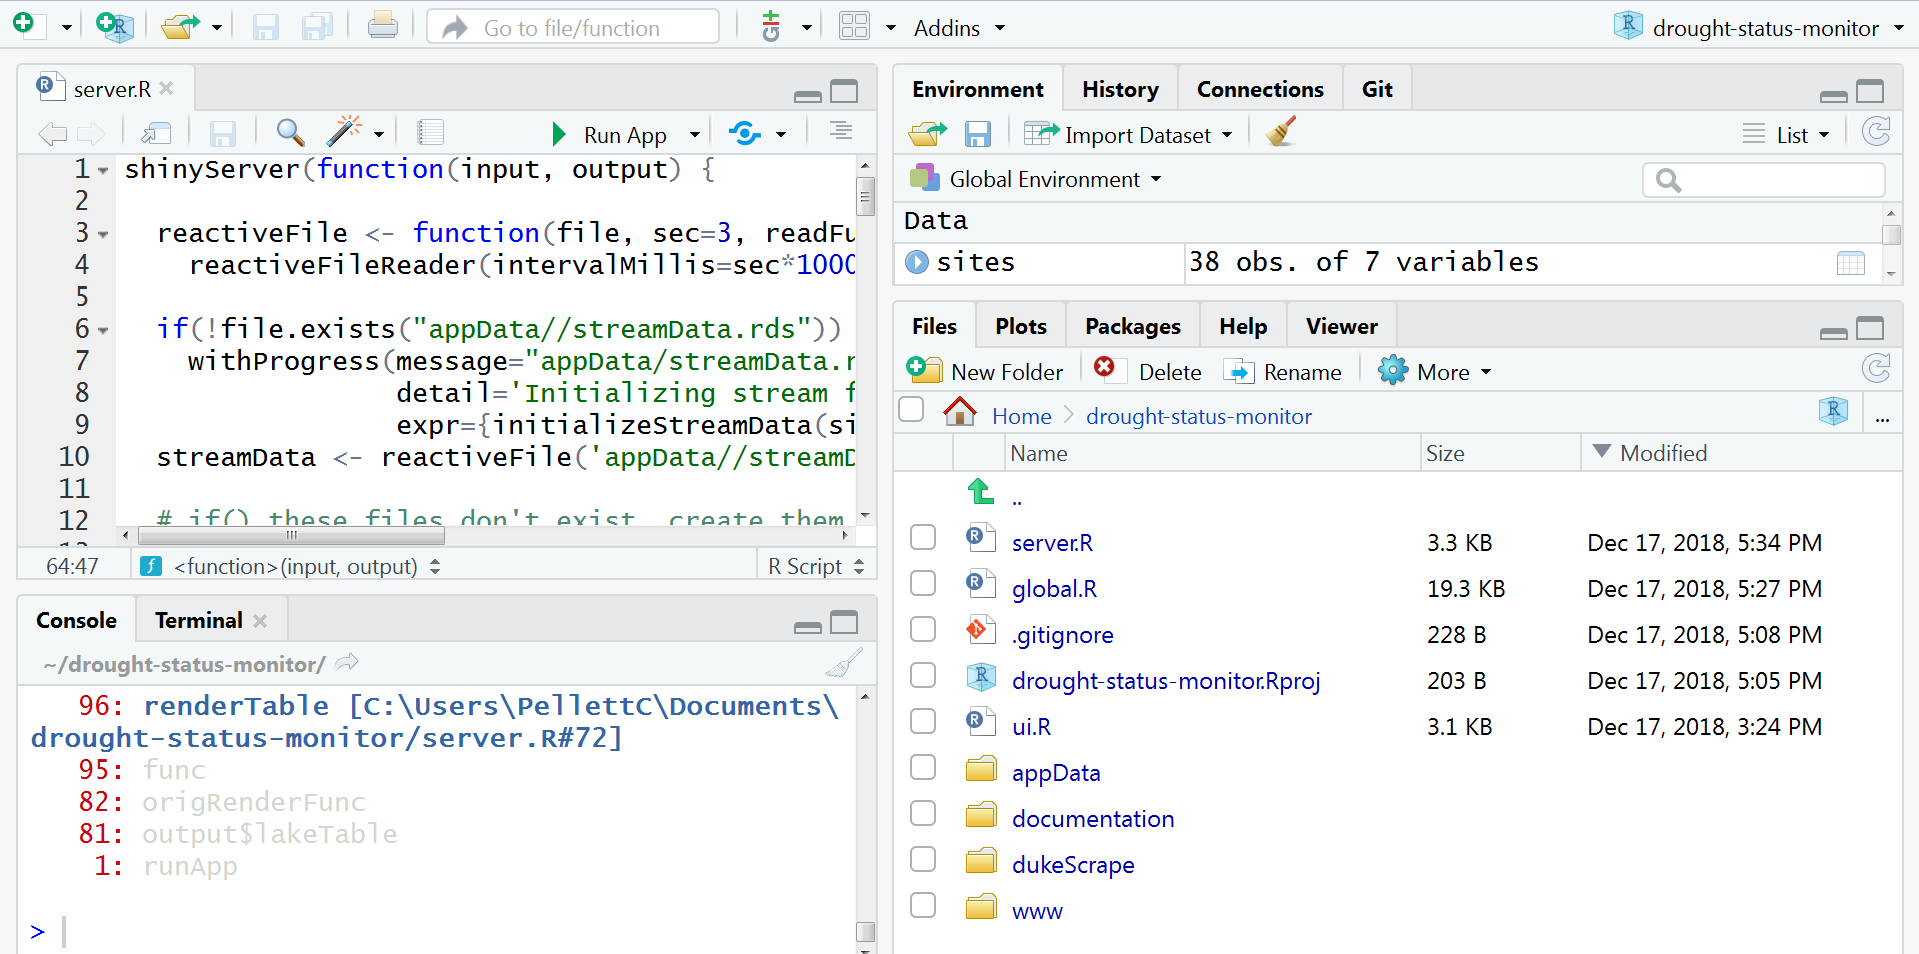 Go to file/function
Addins
drought-status-monitor
server.R
Run App
1 shinyServer(function(input, output) {
2
3 reactiveFile <- function(file, sec=3, readFu
4 reactiveFileReader(intervalMillis=sec*1000
5
6 if(!file.exists("appData//streamData.rds"))
7 withProgress(message="appData/streamData.r
8 detail='Initializing stream f
9 expr={initializeStreamData(si
10 streamData <- reactiveFile('appData//streamD
11
12 # if() these files don't exist, create them
64:47 <function>(input, output) R Script
Console Terminal
~/drought-status-monitor/
96: renderTable [C:\Users\PellettC\Documents\
drought-status-monitor/server.R#72]
95: func
82: origRenderFunc
81: output$lakeTable
1: runApp
>
Environment History Connections Git
Import Dataset List
Global Environment
Data
sites 38 obs. of 7 variables
Files Plots Packages Help Viewer
New Folder Delete Rename More
Home drought-status-monitor ...
Name Size Modified
..
server.R 3.3 KB Dec 17, 2018, 5:34 PM
global.R 19.3 KB Dec 17, 2018, 5:27 PM
.gitignore 228 B Dec 17, 2018, 5:08 PM
drought-status-monitor.Rproj 203 B Dec 17, 2018, 5:05 PM
ui.R 3.1 KB Dec 17, 2018, 3:24 PM
appData
documentation
dukeScrape
www